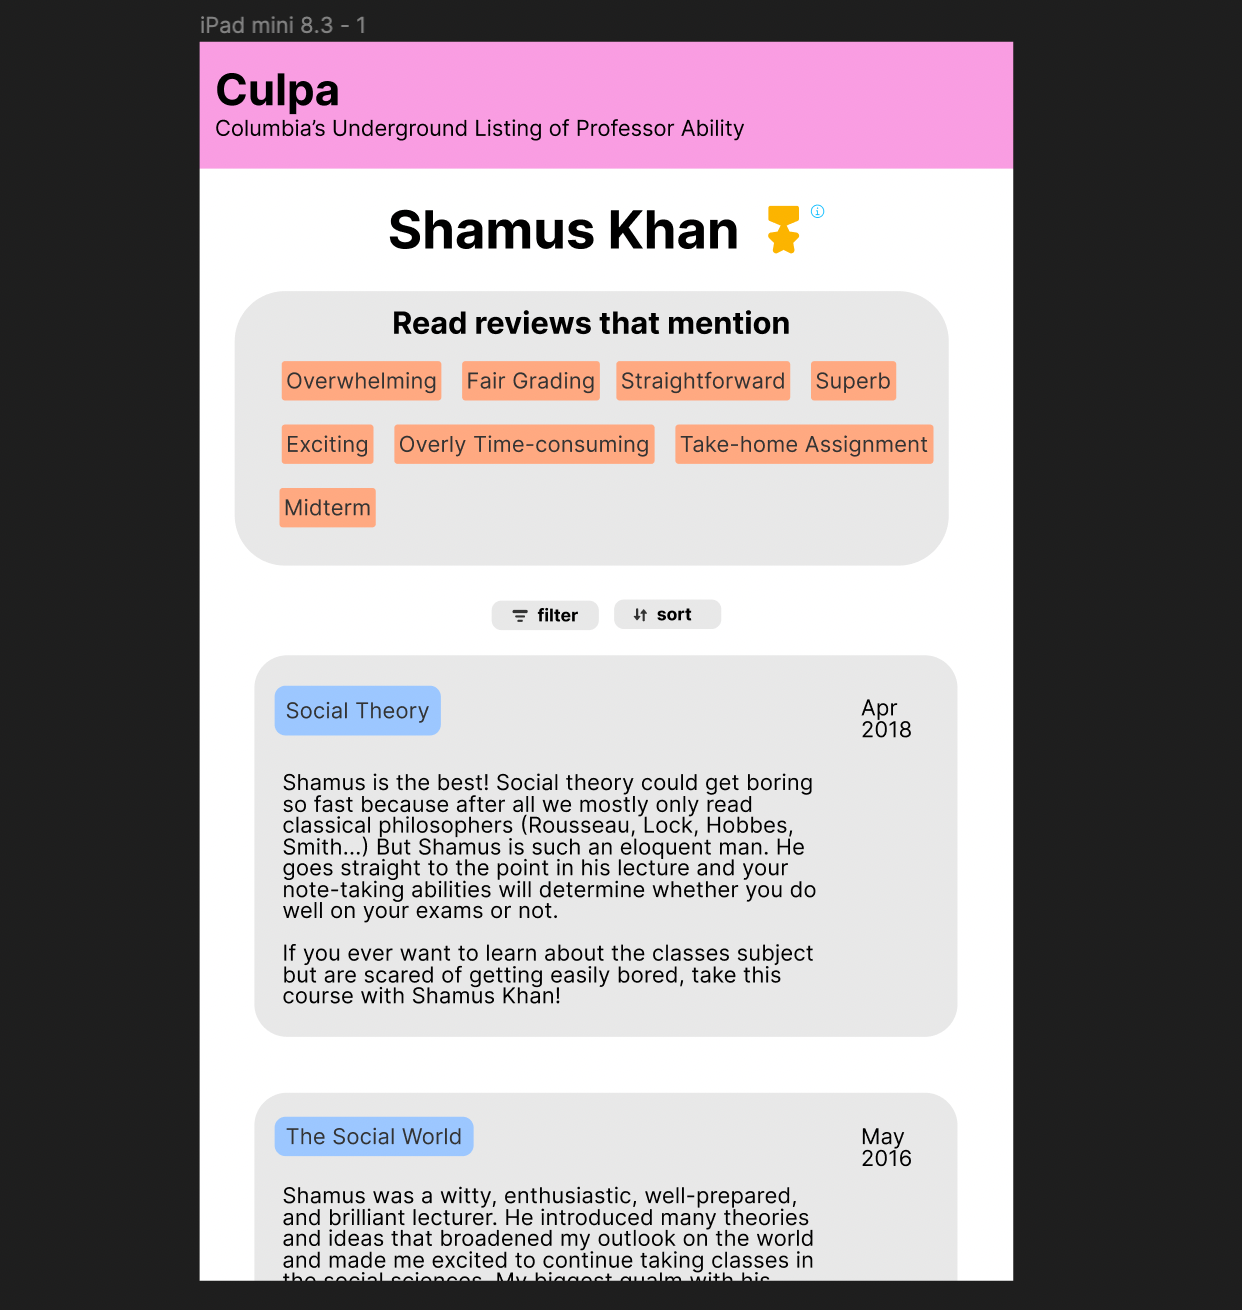 iPad mini 8.3 - 1
Culpa
Columbia’s Underground Listing of Professor Ability
Shamus Khan
Read reviews that mention
Overwhelming Fair Grading Straightforward Superb
Exciting Overly Time-consuming Take-home Assignment
Midterm
filter sort
Social Theory
Apr
2018
Shamus is the best! Social theory could get boring
so fast because after all we mostly only read
classical philosophers (Rousseau, Lock, Hobbes,
Smith...) But Shamus is such an eloquent man. He
goes straight to the point in his lecture and your
note-taking abilities will determine whether you do
well on your exams or not.
If you ever want to learn about the classes subject
but are scared of getting easily bored, take this
course with Shamus Khan!
The Social World
May
2016
Shamus was a witty, enthusiastic, well-prepared,
and brilliant lecturer. He introduced many theories
and ideas that broadened my outlook on the world
and made me excited to continue taking classes in
the social sciences. My biggest qualm with his